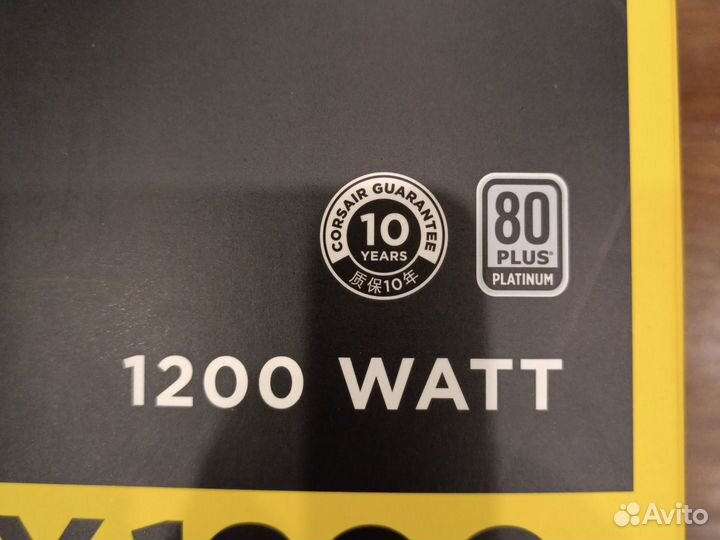 CORSAIR GUARANTEE
10
YEARS
质保10年
80
PLUS®
PLATINUM
1200 WATT
Avito